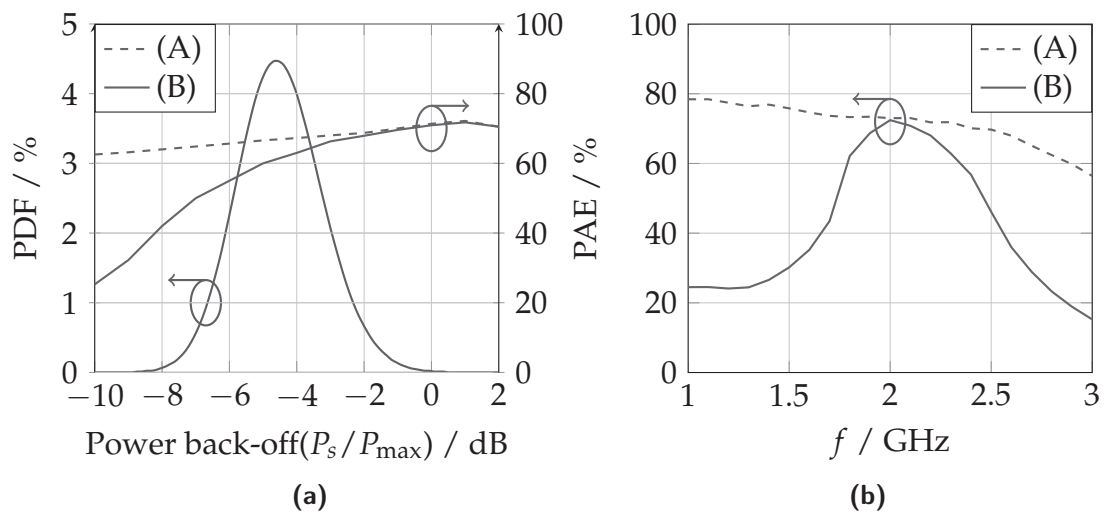 PDF / %
5
4
3
2
1
0
(A)
(B)
100
80
60
40
20
0
−10 −8 −6 −4 −2 0 2
Power back-off(Ps/Pmax) / dB
(a)
PAE / %
100
80
60
40
20
0
(A)
(B)
1 1.5 2 2.5 3
f / GHz
(b)